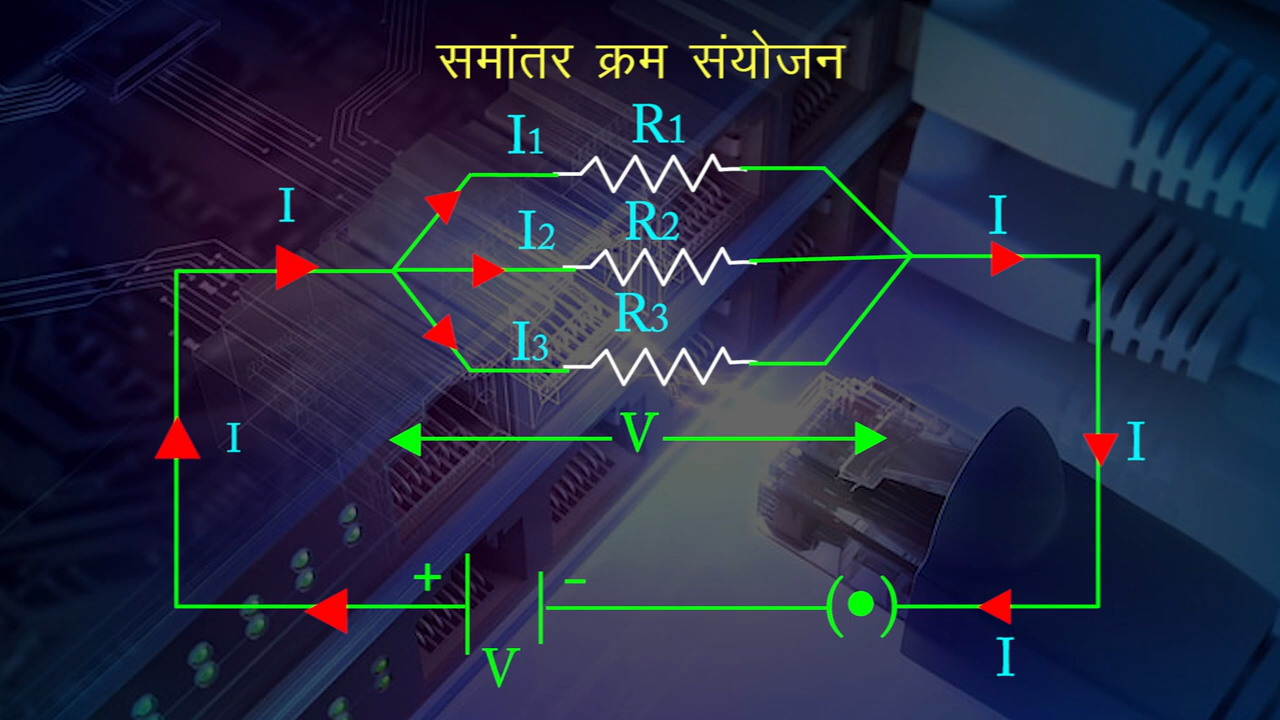 समांतर क्रम संयोजन
I1 R1
I I2 R2 I
I3 R3
V
I I
+ −
V (•) I